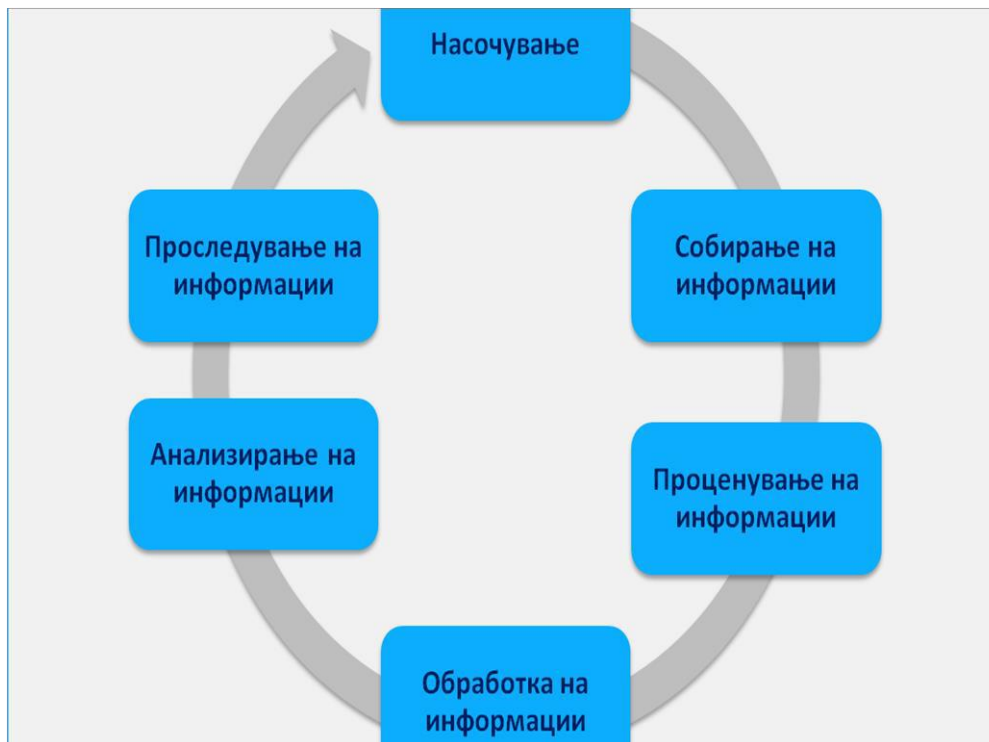 Насочување
Собирање на
информации
Проценување на
информации
Обработка на
информации
Анализирање на
информации
Проследување на
информации